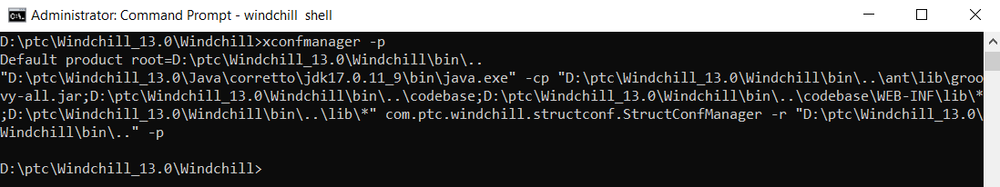 Administrator: Command Prompt - windchill  shell
D:\ptc\Windchill_13.0\Windchill>xconfmanager -p
Default product root=D:\ptc\Windchill_13.0\Windchill\bin\..
"D:\ptc\Windchill_13.0\Java\corretto\jdk17.0.11_9\bin\java.exe" -cp "D:\ptc\Windchill_13.0\Windchill\bin\..\ant\lib\groo
vy-all.jar;D:\ptc\Windchill_13.0\Windchill\bin\..\codebase;D:\ptc\Windchill_13.0\Windchill\bin\..\codebase\WEB-INF\lib\*
;D:\ptc\Windchill_13.0\Windchill\bin\..\lib\*" com.ptc.windchill.structconf.StructConfManager -r "D:\ptc\Windchill_13.0\
Windchill\bin\.." -p
D:\ptc\Windchill_13.0\Windchill>